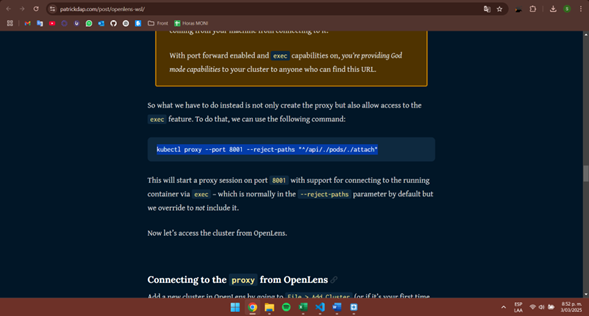 patrickdap.com/post/openlens-wsl/
Front
Horas MONI
coming from your machine from connecting to it.
With port forward enabled and exec capabilities on, you're providing God
mode capabilities to your cluster to anyone who can find this URL.
So what we have to do instead is not only create the proxy but also allow access to the
exec feature. To do that, we can use the following command:
kubectl proxy --port 8001 --reject-paths "^/api/./pods/./attach"
This will start a proxy session on port 8001 with support for connecting to the running
container via exec – which is normally in the --reject-paths parameter by default but
we override to not include it.
Now let's access the cluster from OpenLens.
Connecting to the proxy from OpenLens
Add a new cluster in OpenLens by going to File > Add Cluster (or if it's your first time
ESP
LAA
8:52 p. m.
3/03/2025